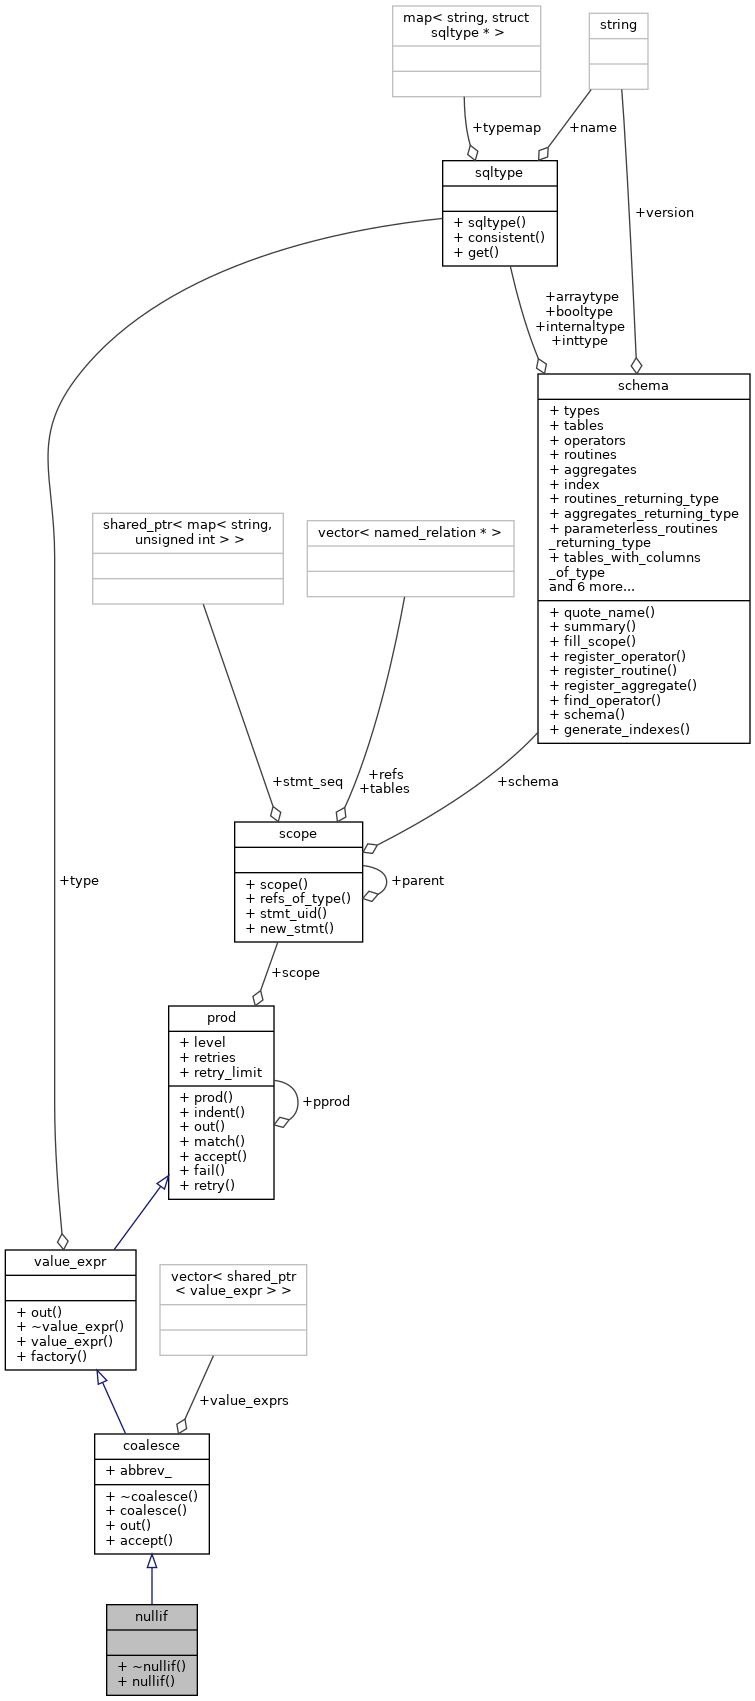 map< string, struct
sqltype * >
string
+typemap
+name
sqltype
+ sqltype()
+ consistent()
+ get()
+version
+arraytype
+booltype
+internaltype
+inttype
schema
+ types
+ tables
+ operators
+ routines
+ aggregates
+ index
+ routines_returning_type
+ aggregates_returning_type
+ parameterless_routines
_returning_type
+ tables_with_columns
_of_type
and 6 more...
+ quote_name()
+ summary()
+ fill_scope()
+ register_operator()
+ register_routine()
+ register_aggregate()
+ find_operator()
+ schema()
+ generate_indexes()
shared_ptr< map< string,
unsigned int > >
vector< named_relation * >
+stmt_seq
+refs
+tables
+schema
scope
+ scope()
+ refs_of_type()
+ stmt_uid()
+ new_stmt()
+parent
+type
+scope
prod
+ level
+ retries
+ retry_limit
+ prod()
+ indent()
+ out()
+ match()
+ accept()
+ fail()
+ retry()
+pprod
value_expr
+ out()
+ ~value_expr()
+ value_expr()
+ factory()
vector< shared_ptr
< value_expr > >
+value_exprs
coalesce
+ abbrev_
+ ~coalesce()
+ coalesce()
+ out()
+ accept()
nullif
+ ~nullif()
+ nullif()